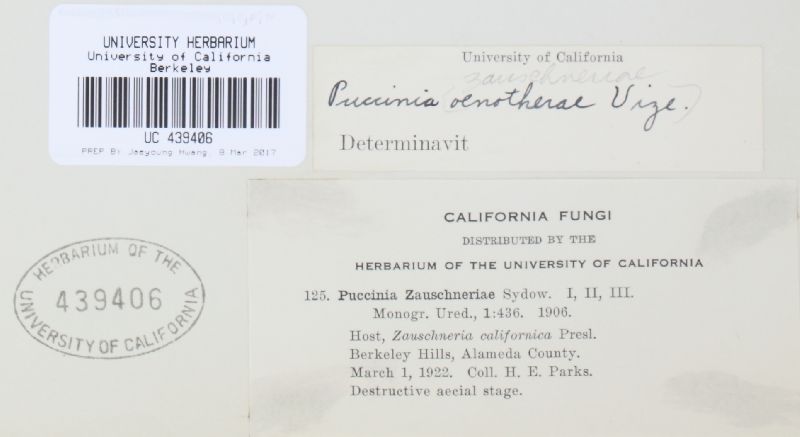 UNIVERSITY HERBARIUM
University of California
Berkeley
UC 439406
PREP BY Jaeyoung Hwang, 8 Mar 2017
University of California
zauschneriae
Puccinia (oenotherae Vize.)
Determinavit
HERBARIUM OF THE
439406
UNIVERSITY OF CALIFORNIA
CALIFORNIA FUNGI
DISTRIBUTED BY THE
HERBARIUM OF THE UNIVERSITY OF CALIFORNIA
125. Puccinia Zauschneriae Sydow. I, II, III.
Monogr. Ured., 1:436. 1906.
Host, Zauschneria californica Presl.
Berkeley Hills, Alameda County.
March 1, 1922. Coll. H. E. Parks.
Destructive aecial stage.